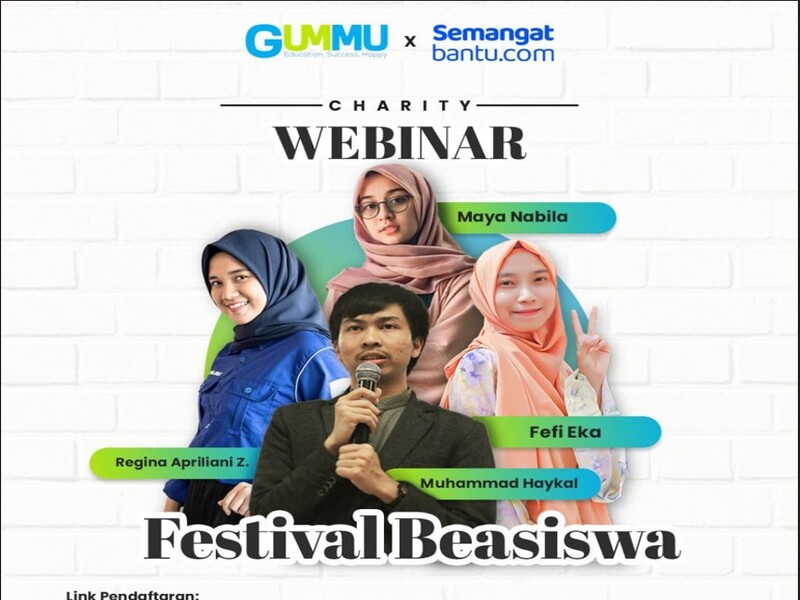 GUMMU x Semangat
Education, Success, Happy bantu.com
CHARITY
WEBINAR
Maya Nabila
Fefi Eka
Regina Apriliani Z.
Muhammad Haykal
Festival Beasiswa
Link Pendaftaran: